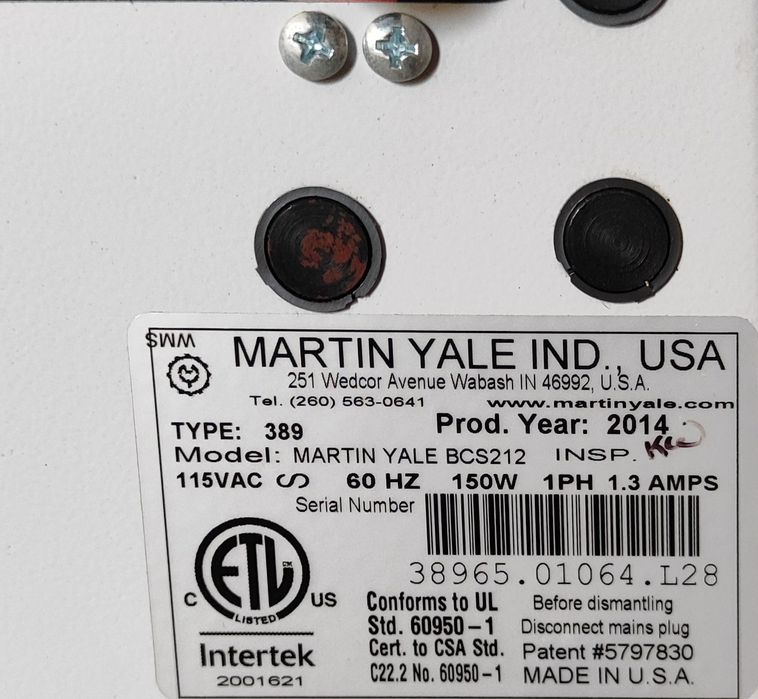 WMS
MARTIN YALE IND., USA
251 Wedcor Avenue Wabash IN 46992, U.S.A.
Tel. (260) 563-0641 www.martinyale.com
TYPE: 389 Prod. Year: 2014
Model: MARTIN YALE BCS212 INSP.
115VAC 60 HZ 150W 1PH 1.3 AMPS
Serial Number
38965.01064.L28
C ETL CM US
LISTED
Intertek
2001621
Conforms to UL
Std. 60950-1
Cert. to CSA Std.
C22.2 No. 60950-1
Before dismantling
Disconnect mains plug
Patent #5797830
MADE IN U.S.A.